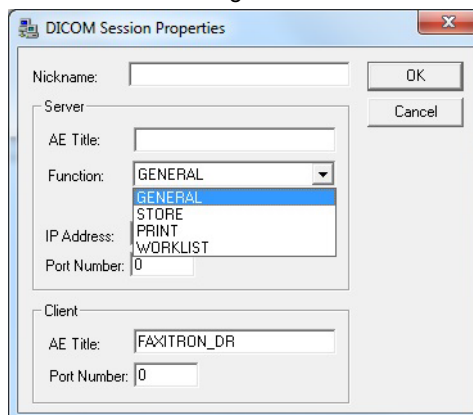 DICOM Session Properties
Nickname:
OK
Server
Cancel
AE Title:
Function: GENERAL
GENERAL
STORE
PRINT
IP Address:
WORKLIST
Port Number: 0
Client
AE Title: FAXITRON_DR
Port Number: 0